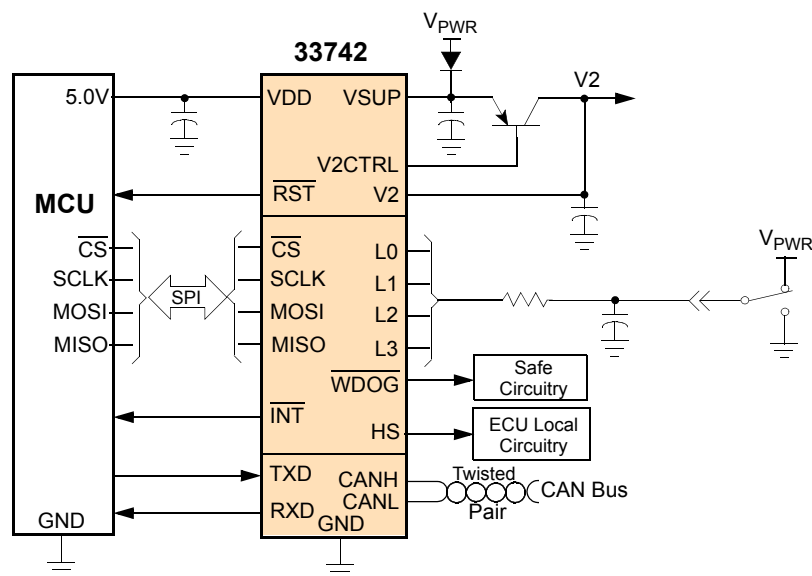 VPWR
33742
V2
5.0V
VDD
VSUP
V2CTRL
RST
V2
MCU
CS
SCLK
MOSI
MISO
SPI
CS
SCLK
MOSI
MISO
L0
L1
L2
L3
VPWR
WDOG
Safe
Circuitry
INT
HS
ECU Local
Circuitry
TXD
RXD
CANH
CANL
Twisted
Pair
CAN Bus
GND
GND